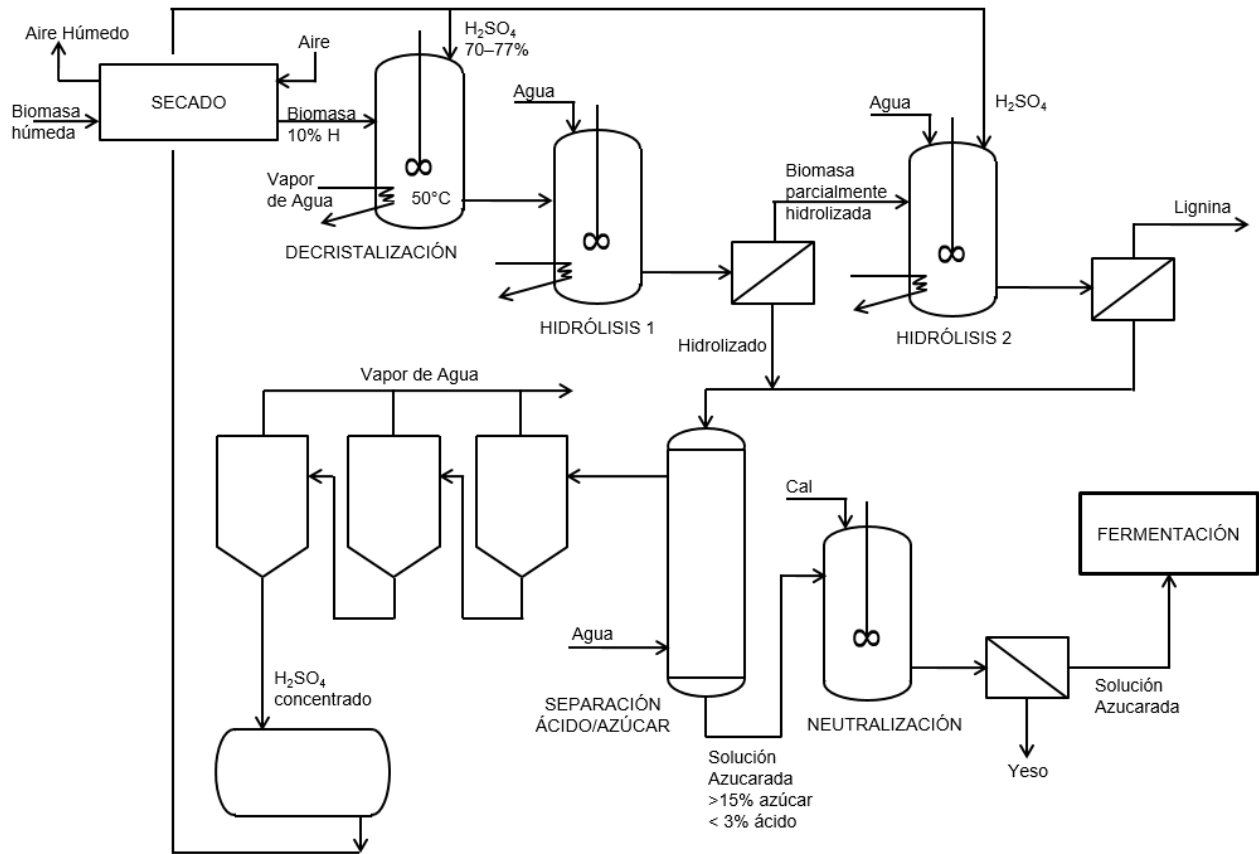 Aire Húmedo
Aire
H₂SO₄
70–77%
SECADO
Biomasa
húmeda
Biomasa
10% H
Agua
Agua
H₂SO₄
Vapor
de Agua
50°C
DECRISTALIZACIÓN
Biomasa
parcialmente
hidrolizada
Lignina
HIDRÓLISIS 1
HIDRÓLISIS 2
Hidrolizado
Vapor de Agua
Cal
FERMENTACIÓN
Agua
H₂SO₄
concentrado
SEPARACIÓN
ÁCIDO/AZÚCAR
NEUTRALIZACIÓN
Solución
Azucarada
Solución
Azucarada
>15% azúcar
< 3% ácido
Yeso